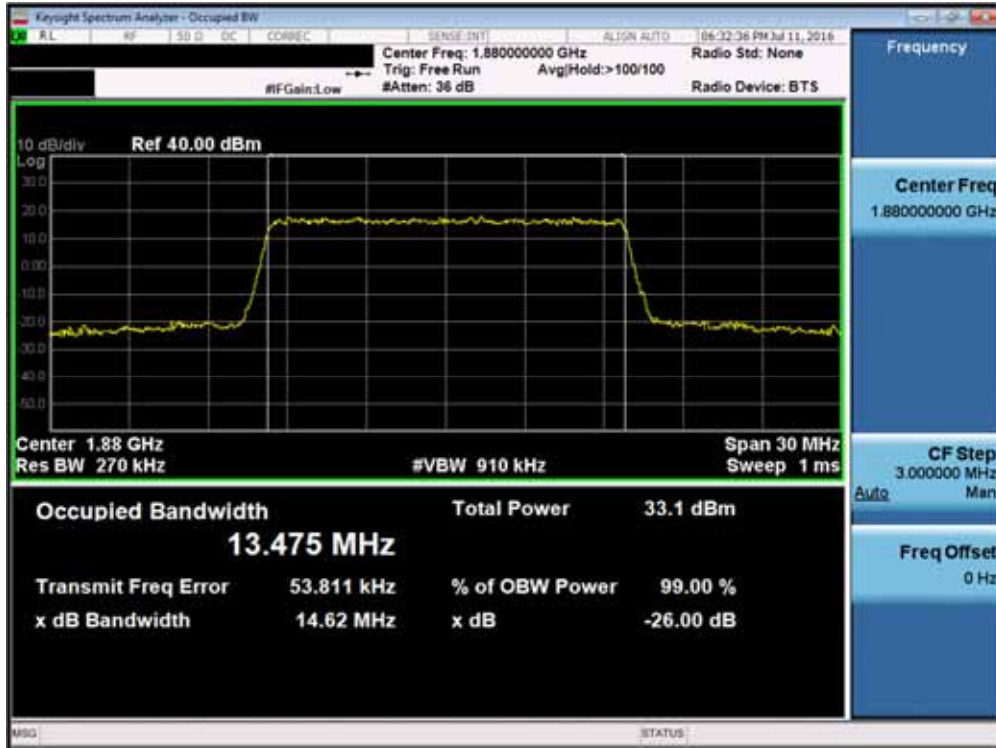 Keysight Spectrum Analyzer - Occupied BW
RL RF 50 Ω DC CORREC SENSE:INT ALIGN AUTO 06:32:36 PM Jul 11, 2016
Center Freq: 1.880000000 GHz Radio Std: None
Trig: Free Run Avg|Hold:>100/100
#IFGain:Low #Atten: 36 dB Radio Device: BTS
10 dB/div Ref 40.00 dBm
Log
30.0
20.0
10.0
0.00
-10.0
-20.0
-30.0
-40.0
-50.0
Center 1.88 GHz Span 30 MHz
Res BW 270 kHz #VBW 910 kHz Sweep 1 ms
Occupied Bandwidth Total Power 33.1 dBm
13.475 MHz
Transmit Freq Error 53.811 kHz % of OBW Power 99.00 %
x dB Bandwidth 14.62 MHz x dB -26.00 dB
Frequency
Center Freq
1.880000000 GHz
CF Step
3.000000 MHz
Auto Man
Freq Offset
0 Hz
MSG STATUS